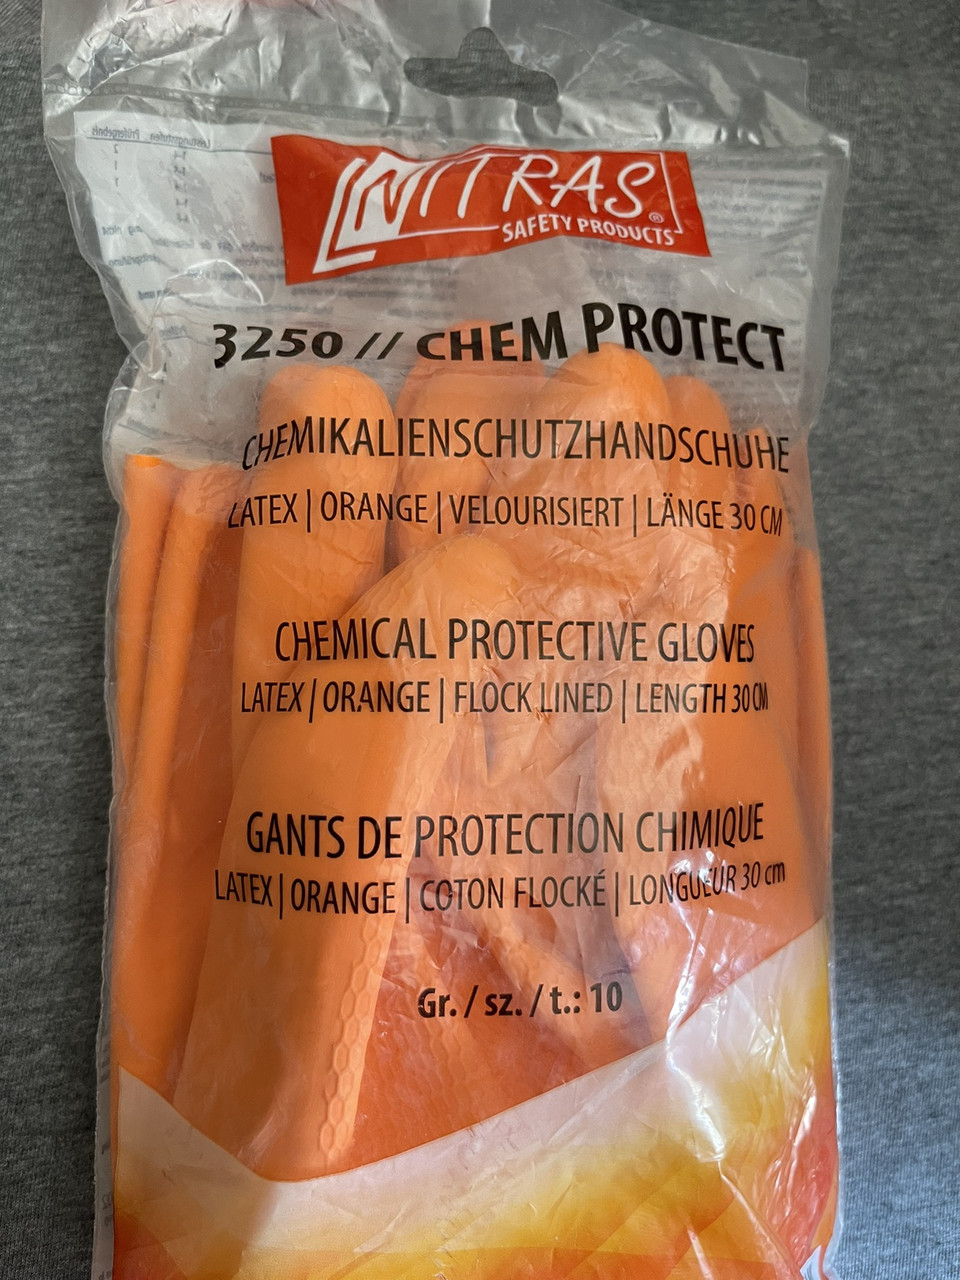 NITRAS®
SAFETY PRODUCTS
3250 // CHEM PROTECT
CHEMIKALIENSCHUTZHANDSCHUHE
LATEX | ORANGE | VELOURISIERT | LÄNGE 30 CM
CHEMICAL PROTECTIVE GLOVES
LATEX | ORANGE | FLOCK LINED | LENGTH 30 CM
GANTS DE PROTECTION CHIMIQUE
LATEX | ORANGE | COTON FLOCKÉ | LONGUEUR 30 cm
Gr. / sz. / t.: 10